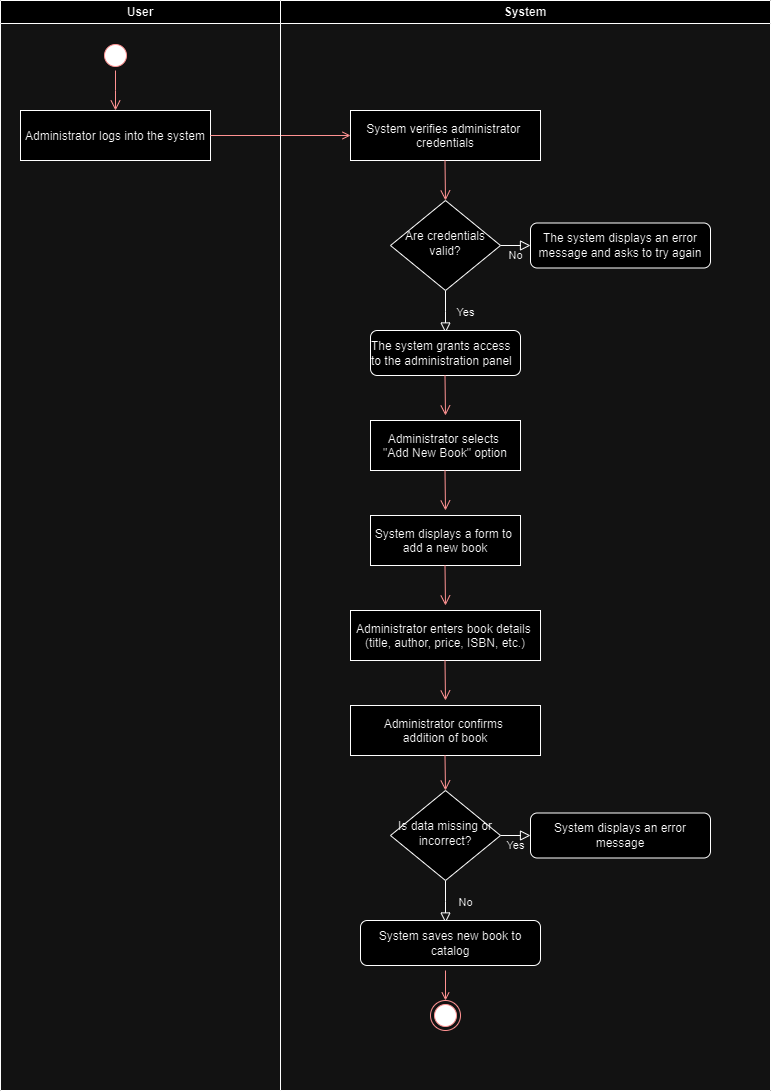 User
System
Administrator logs into the system
System verifies administrator
credentials
Are credentials
valid?
No
The system displays an error
message and asks to try again
Yes
The system grants access
to the administration panel
Administrator selects
"Add New Book" option
System displays a form to
add a new book
Administrator enters book details
(title, author, price, ISBN, etc.)
Administrator confirms
addition of book
Is data missing or
incorrect?
Yes
System displays an error
message
No
System saves new book to
catalog